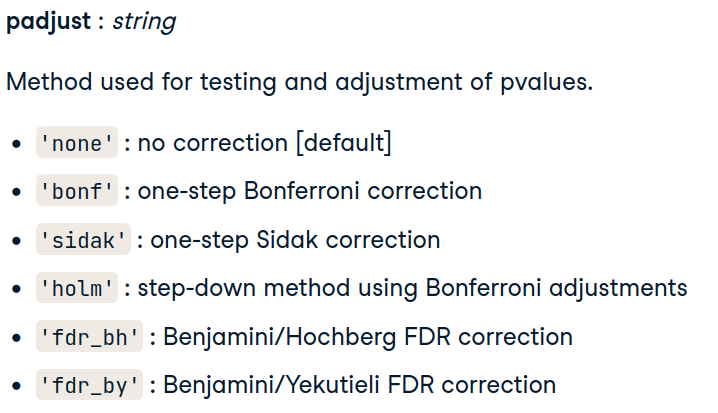 padjust : string
Method used for testing and adjustment of pvalues.
• 'none' : no correction [default]
• 'bonf' : one-step Bonferroni correction
• 'sidak' : one-step Sidak correction
• 'holm' : step-down method using Bonferroni adjustments
• 'fdr_bh' : Benjamini/Hochberg FDR correction
• 'fdr_by' : Benjamini/Yekutieli FDR correction